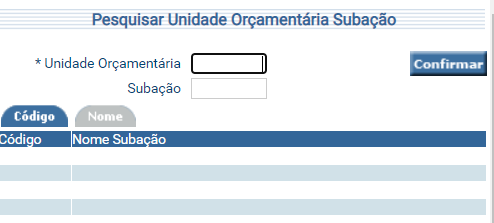 Pesquisar Unidade Orçamentária Subação
* Unidade Orçamentária
Confirmar
Subação
Código Nome
Código Nome Subação